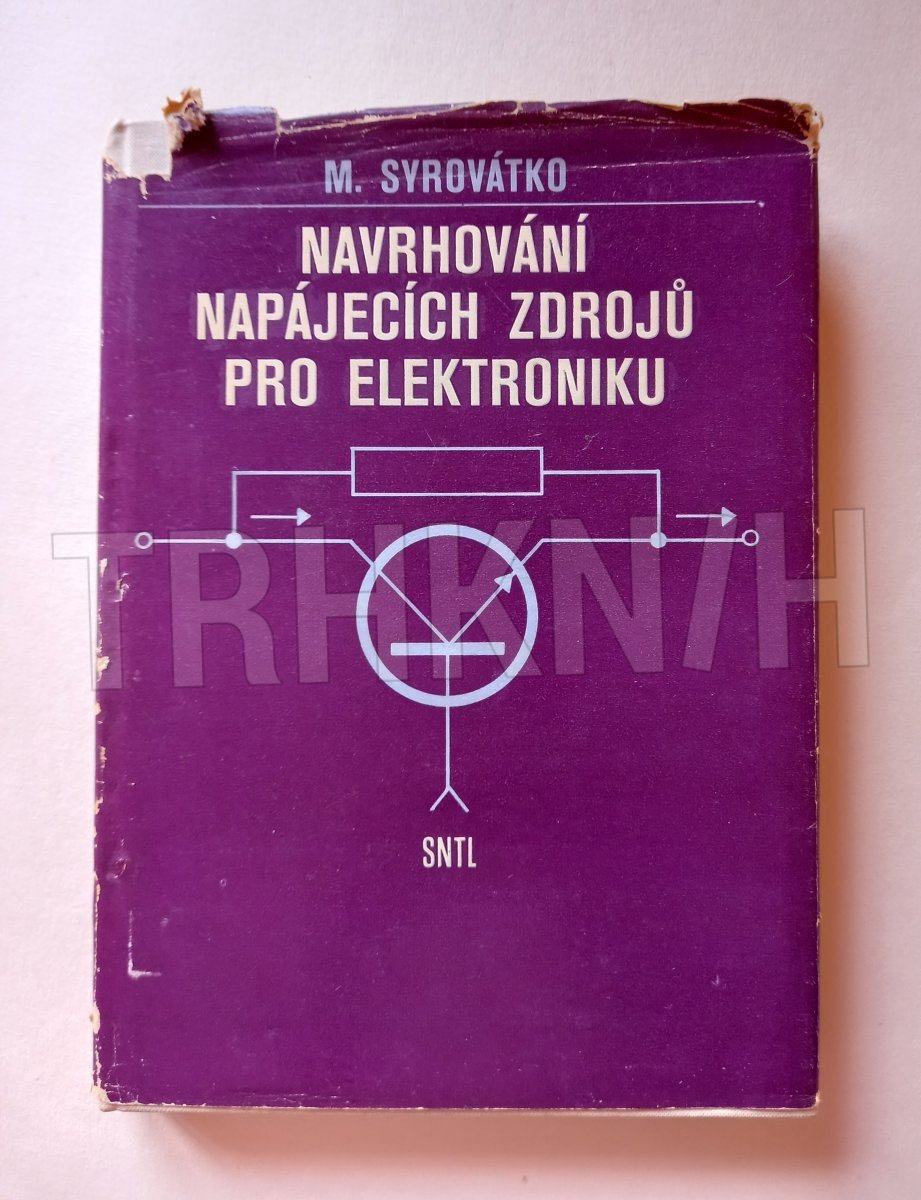 M. SYROVÁTKO
NAVRHOVÁNÍ
NAPÁJECÍCH ZDROJŮ
PRO ELEKTRONIKU
TRHKNIH
SNTL